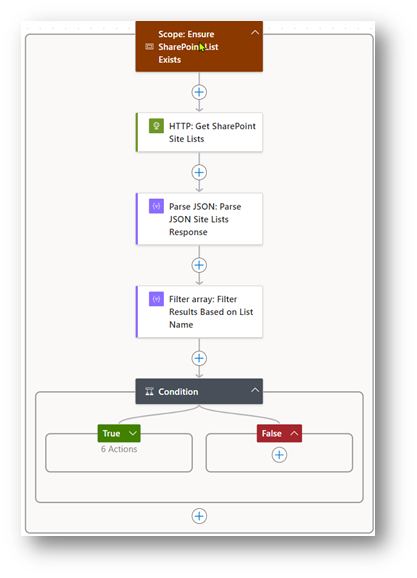 Scope: Ensure
SharePoint List
Exists
HTTP: Get SharePoint
Site Lists
Parse JSON: Parse
JSON Site Lists
Response
Filter array: Filter
Results Based on List
Name
Condition
True
False
6 Actions